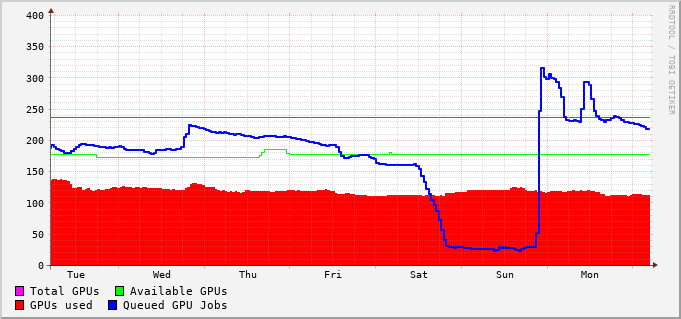 400
350
300
250
200
150
100
50
0
Tue Wed Thu Fri Sat Sun Mon
Total GPUs Available GPUs
GPUs used Queued GPU Jobs
RRDTOOL / TOBI OETIKER